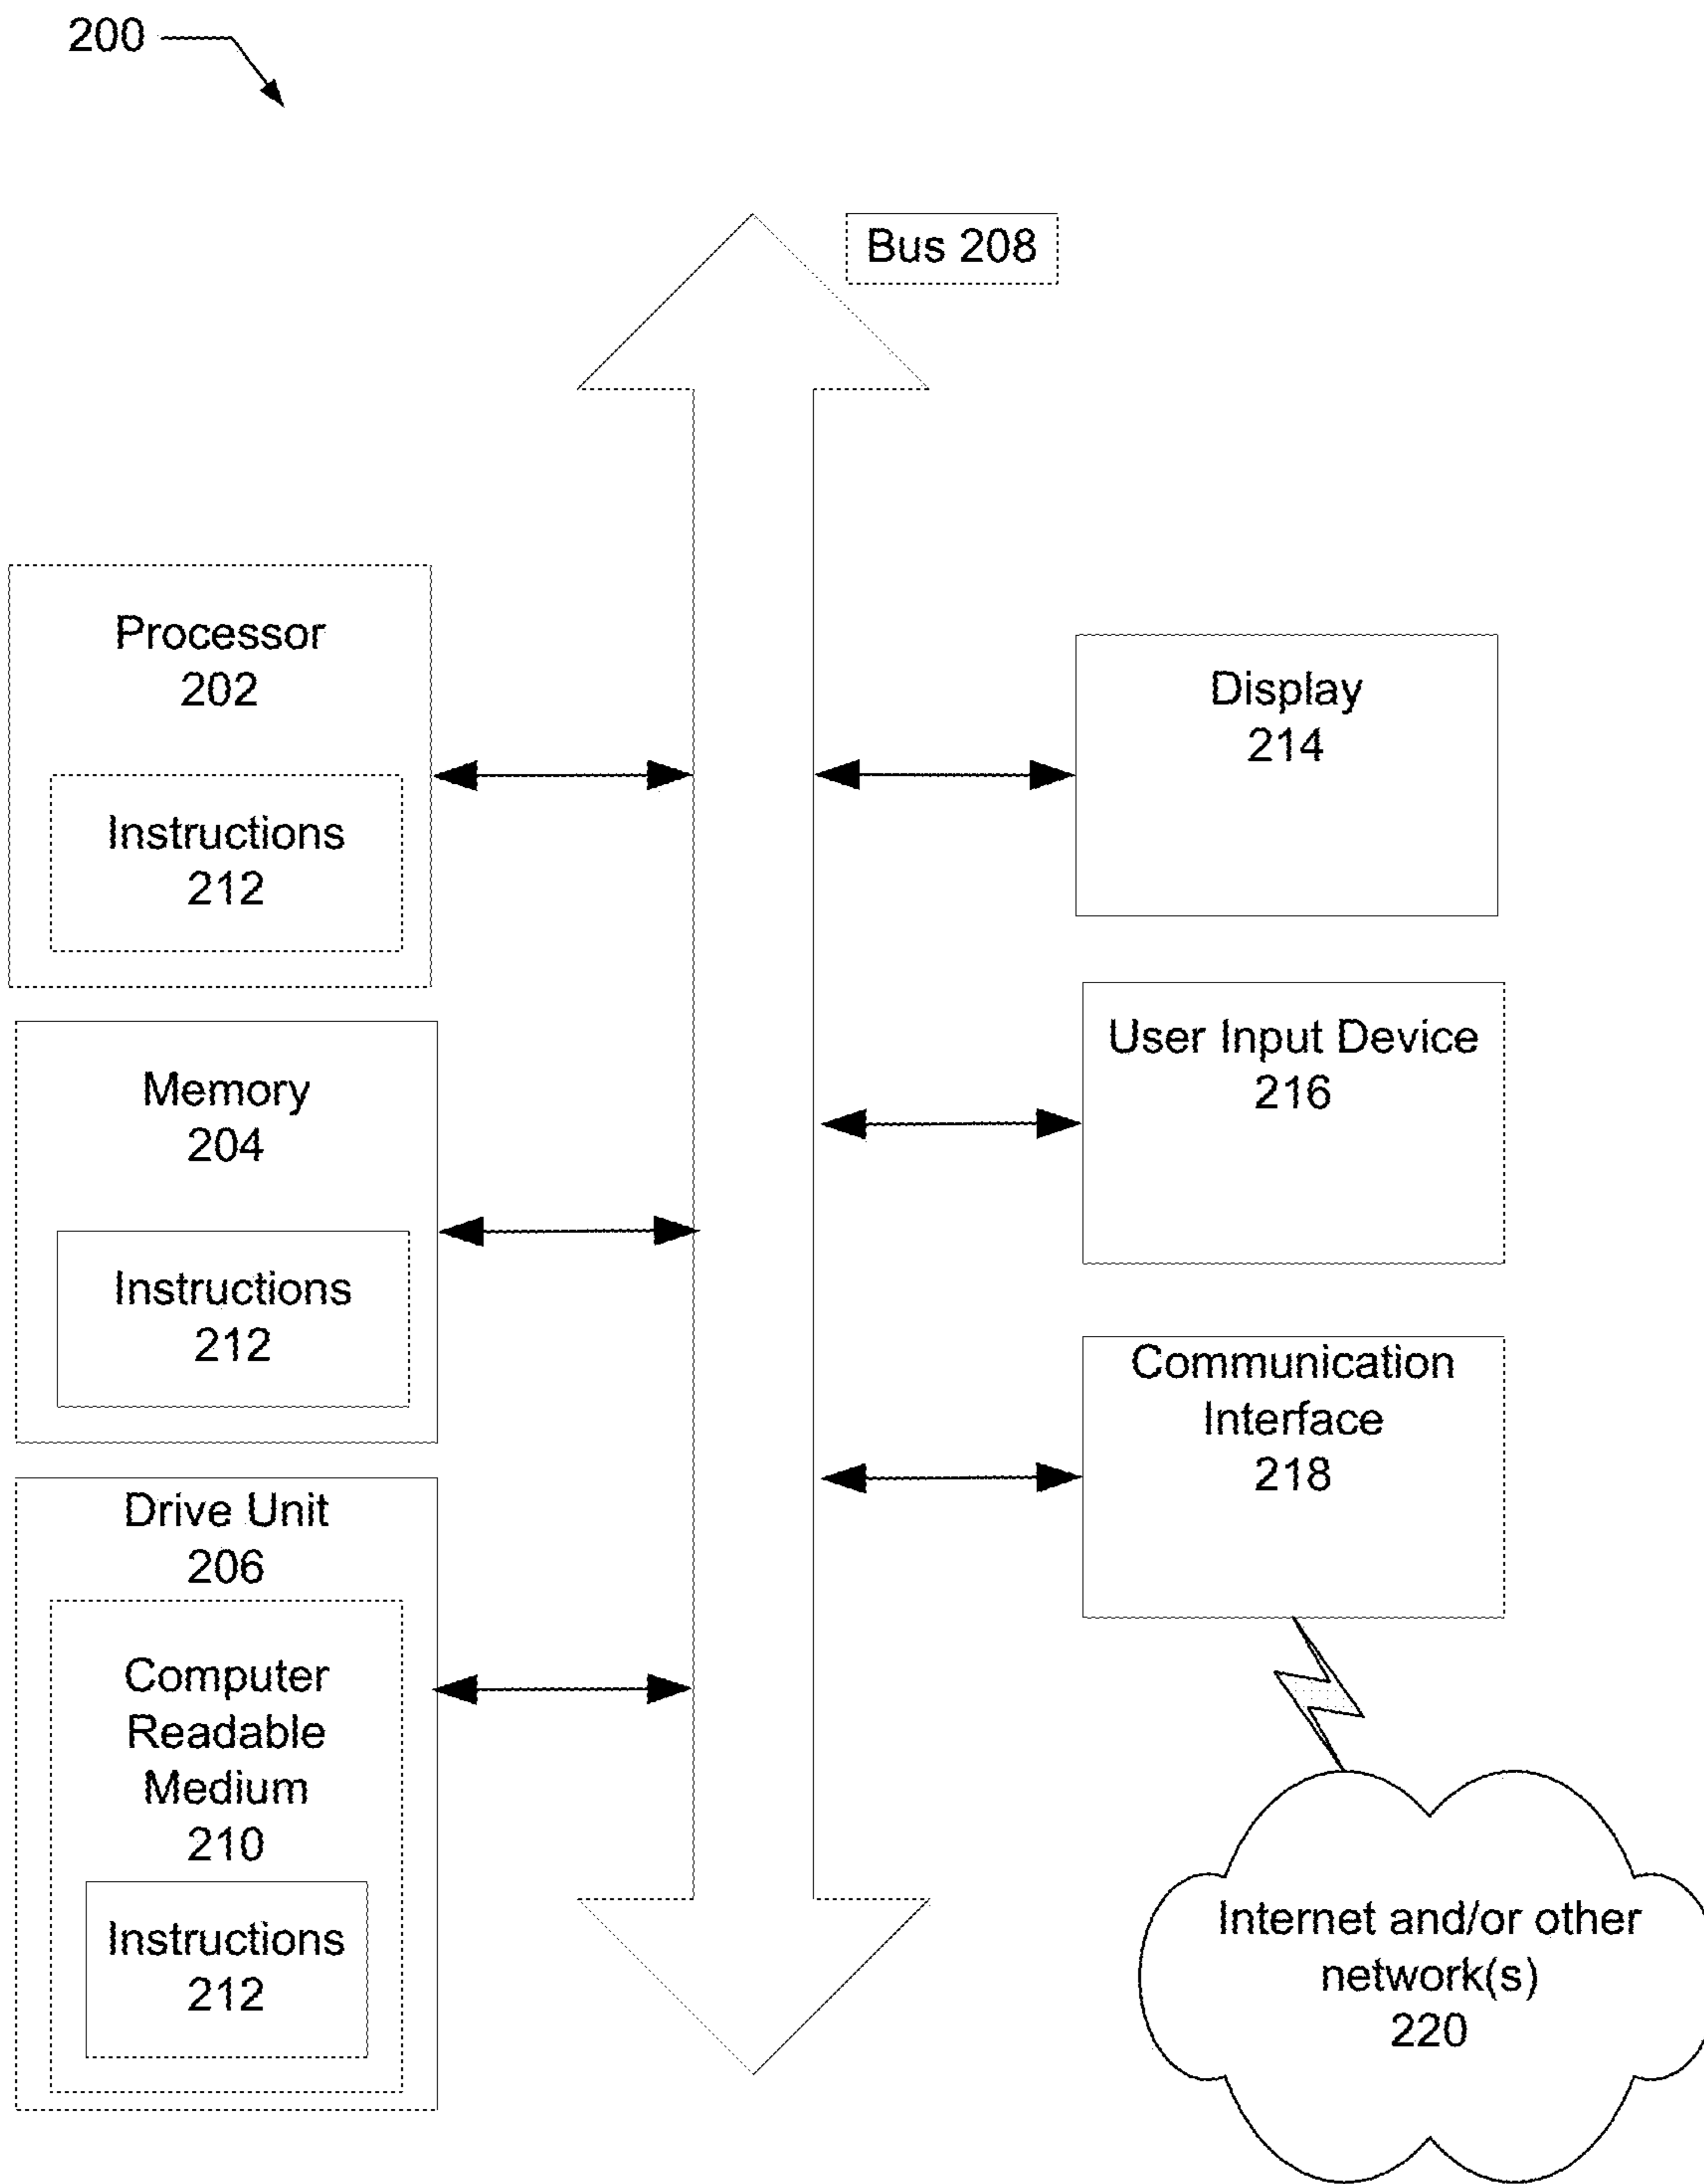 200
Bus 208
Processor
202
Instructions
212
Memory
204
Instructions
212
Drive Unit
206
Computer
Readable
Medium
210
Instructions
212
Display
214
User Input Device
216
Communication
Interface
218
Internet and/or other
network(s)
220